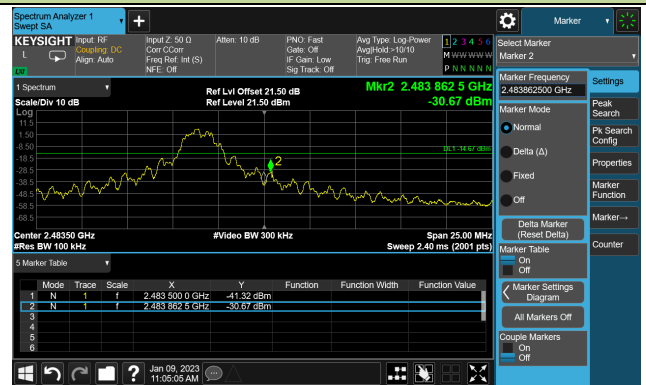 Spectrum Analyzer 1
Swept SA
Marker
KEYSIGHT
L
Input: RF
Coupling: DC
Align: Auto
Input Z: 50 Ω
Corr CCorr
Freq Ref: Int (S)
NFE: Off
Atten: 10 dB
PNO: Fast
Gate: Off
IF Gain: Low
Sig Track: Off
Avg Type: Log-Power
Avg|Hold:>10/10
Trig: Free Run
1 2 3 4 5 6
M W W W W W
P N N N N N
Select Marker
Marker 2
1 Spectrum
Scale/Div 10 dB
Ref Lvl Offset 21.50 dB
Ref Level 21.50 dBm
Mkr2 2.483 862 5 GHz
-30.67 dBm
Log
11.5
1.50
-8.50
-18.5
-28.5
-38.5
-48.5
-58.5
-68.5
DL1 -14.67 dBm
2
Center 2.48350 GHz
#Res BW 100 kHz
#Video BW 300 kHz
Span 25.00 MHz
Sweep 2.40 ms (2001 pts)
5 Marker Table
Mode Trace Scale X Y Function Function Width Function Value
1 N 1 f 2.483 500 0 GHz -41.32 dBm
2 N 1 f 2.483 862 5 GHz -30.67 dBm
3
4
5
6
Marker Frequency
2.483862500 GHz
Marker Mode
Normal
Delta (Δ)
Fixed
Off
Delta Marker
(Reset Delta)
Marker Table
On
Off
Marker Settings
Diagram
All Markers Off
Couple Markers
On
Off
Settings
Peak
Search
Pk Search
Config
Properties
Marker
Function
Marker→
Counter
?
Jan 09, 2023
11:05:05 AM